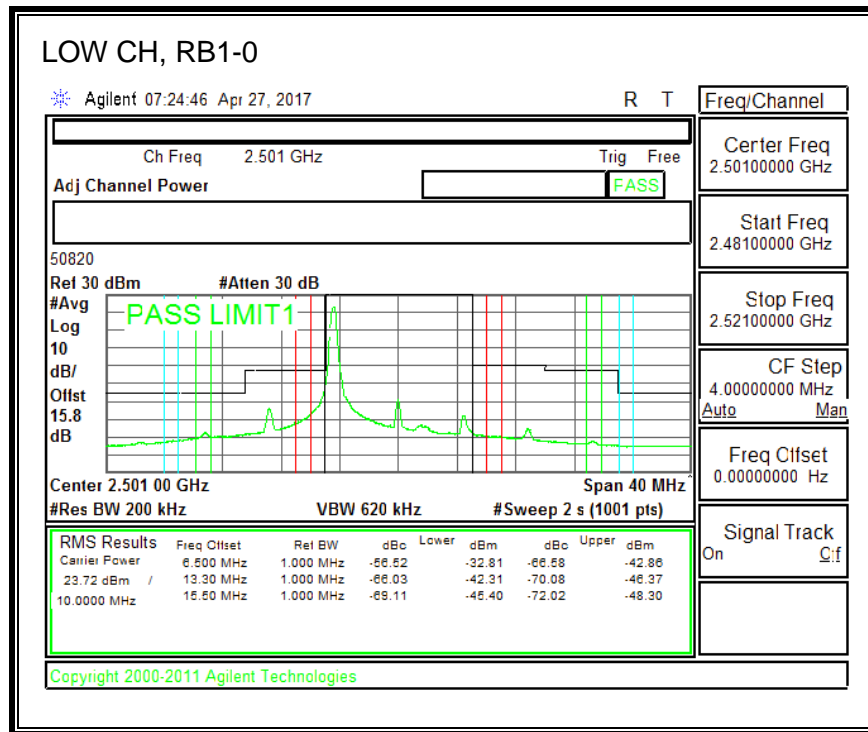 LOW CH, RB1-0
Agilent 07:24:46 Apr 27, 2017 R T
Freq/Channel
Ch Freq 2.501 GHz Trig Free
Adj Channel Power PASS
50820
Ref 30 dBm #Atten 30 dB
#Avg
Log
10
dB/
Offst
15.8
dB
PASS LIMIT1
Center 2.501 00 GHz Span 40 MHz
#Res BW 200 kHz VBW 620 kHz #Sweep 2 s (1001 pts)
RMS Results Freq Offset Ref BW dBc Lower dBm dBc Upper dBm
Carrier Power 6.500 MHz 1.000 MHz -56.52 -32.81 -66.58 -42.86
23.72 dBm / 13.30 MHz 1.000 MHz -66.03 -42.31 -70.08 -46.37
10.0000 MHz 15.50 MHz 1.000 MHz -69.11 -45.40 -72.02 -48.30
Center Freq
2.50100000 GHz
Start Freq
2.48100000 GHz
Stop Freq
2.52100000 GHz
CF Step
4.00000000 MHz
Auto Man
Freq Offset
0.00000000 Hz
Signal Track
On Off
Copyright 2000-2011 Agilent Technologies